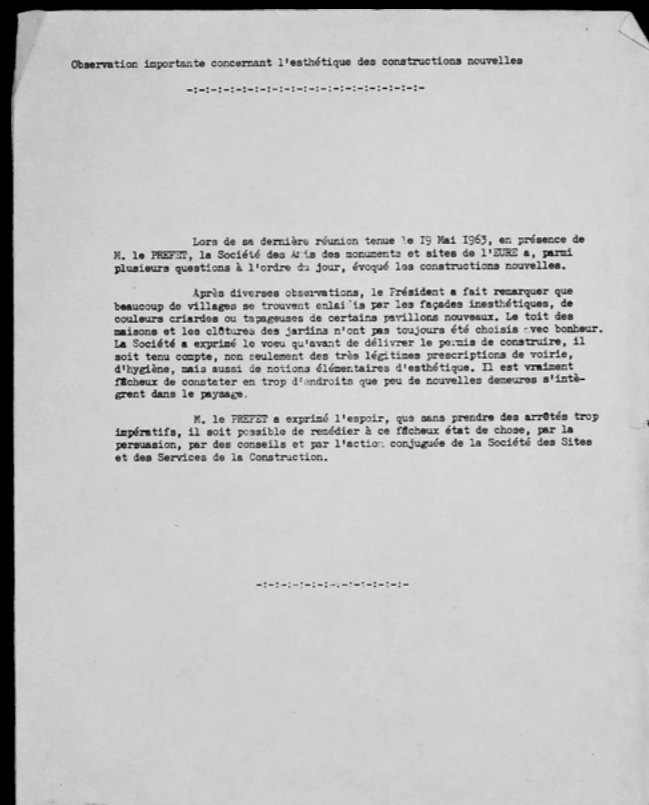 Observation importante concernant l'esthétique des constructions nouvelles
-:-:-:-:-:-:-:-:-:-:-:-:-:-:-:-:-:-:-:-
Lors de sa dernière réunion tenue le I9 Mai I963, en présence de
M. le PREFET, la Société des Amis des monuments et sites de l'EURE a, parmi
plusieurs questions à l'ordre du jour, évoqué les constructions nouvelles.
Après diverses observations, le Président a fait remarquer que
beaucoup de villages se trouvent enlaidis par les façades inesthétiques, de
couleurs criardes ou tapageuses de certains pavillons nouveaux. Le toit des
maisons et les clôtures des jardins n'ont pas toujours été choisis avec bonheur.
La Société a exprimé le voeu qu'avant de délivrer le permis de construire, il
soit tenu compte, non seulement des très légitimes prescriptions de voirie,
d'hygiène, mais aussi de notions élémentaires d'esthétique. Il est vraiment
fâcheux de constater en trop d'endroits que peu de nouvelles demeures s'intè-
grent dans le paysage.
M. le PREFET a exprimé l'espoir, que sans prendre des arrêtés trop
impératifs, il soit possible de remédier à ce fâcheux état de chose, par la
persuasion, par des conseils et par l'action conjuguée de la Société des Sites
et des Services de la Construction.
-:-:-:-:-:-:-:-:-:-:-:-:-